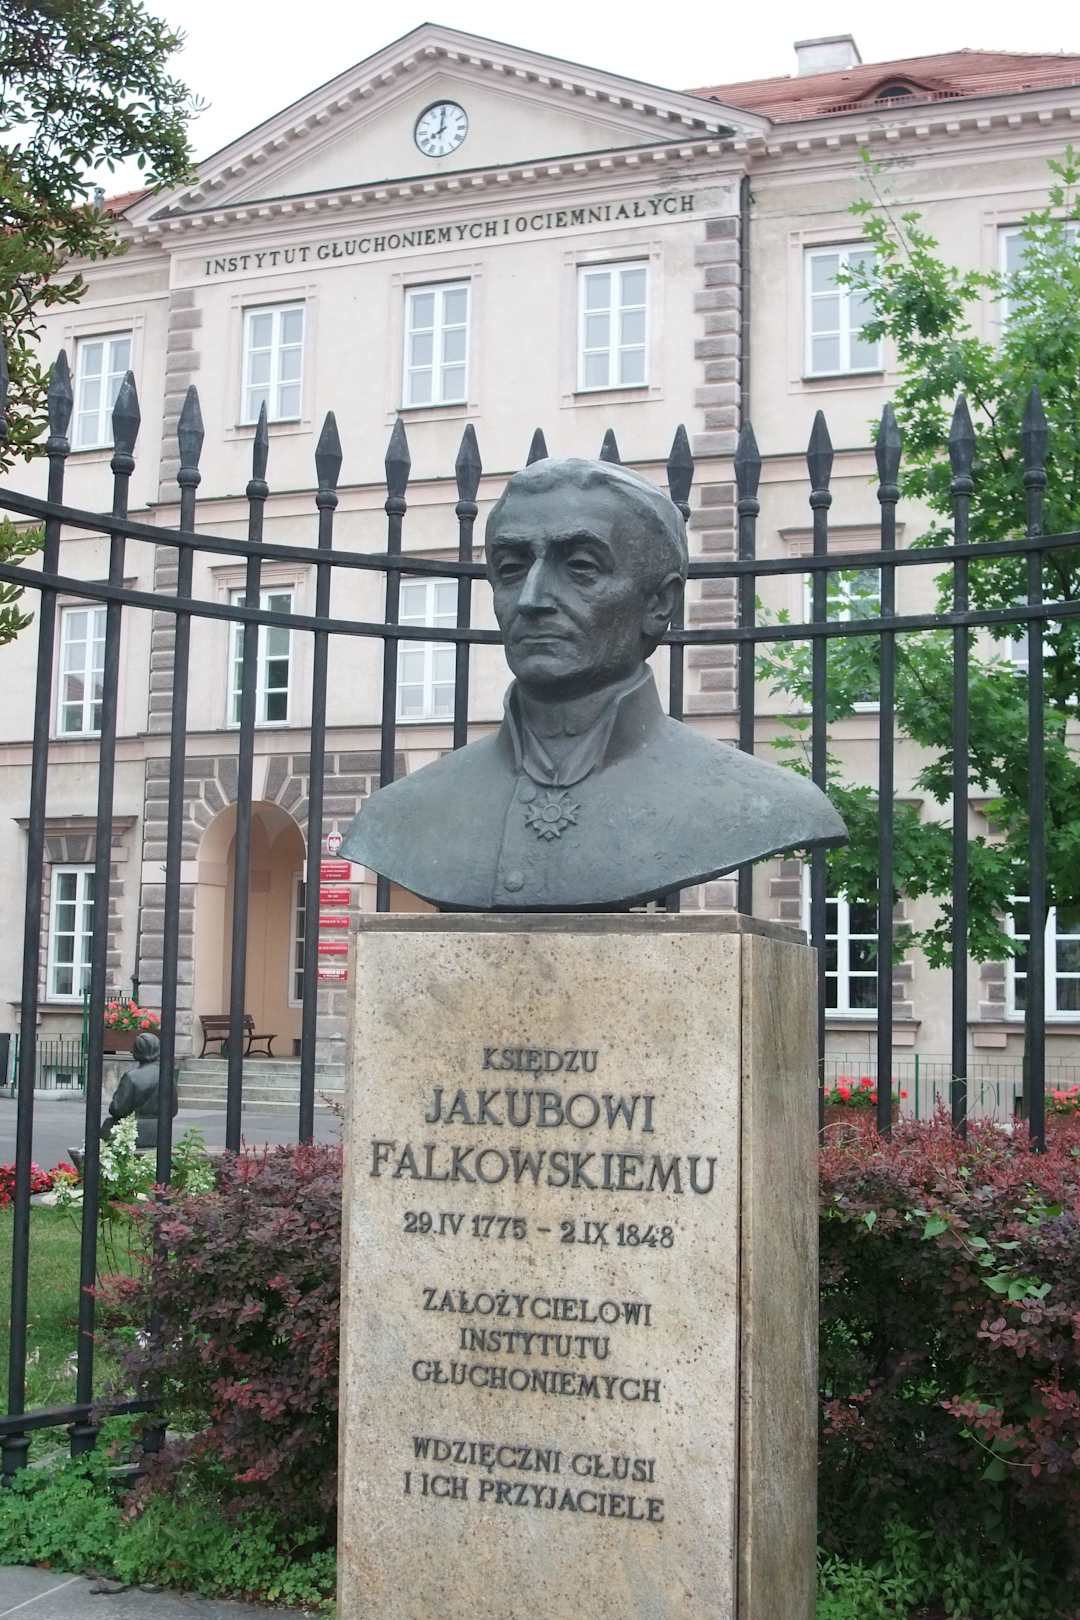 INSTYTUT GŁUCHONIEMYCH I OCIEMNIAŁYCH
KSIĘDZU
JAKUBOWI
FALKOWSKIEMU
29.IV 1775 – 2.IX 1848
ZAŁOŻYCIELOWI
INSTYTUTU
GŁUCHONIEMYCH
WDZIĘCZNI GŁUSI
I ICH PRZYJACIELE